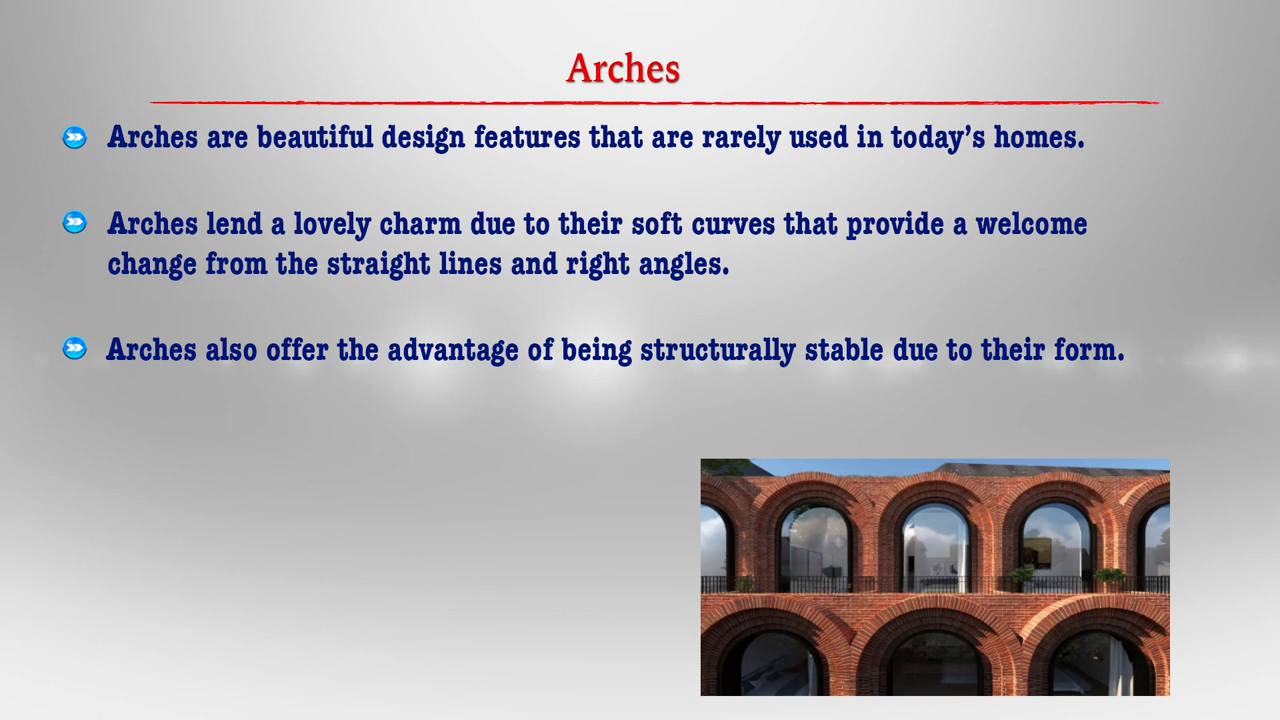 Arches
Arches are beautiful design features that are rarely used in today’s homes.
Arches lend a lovely charm due to their soft curves that provide a welcome
change from the straight lines and right angles.
Arches also offer the advantage of being structurally stable due to their form.